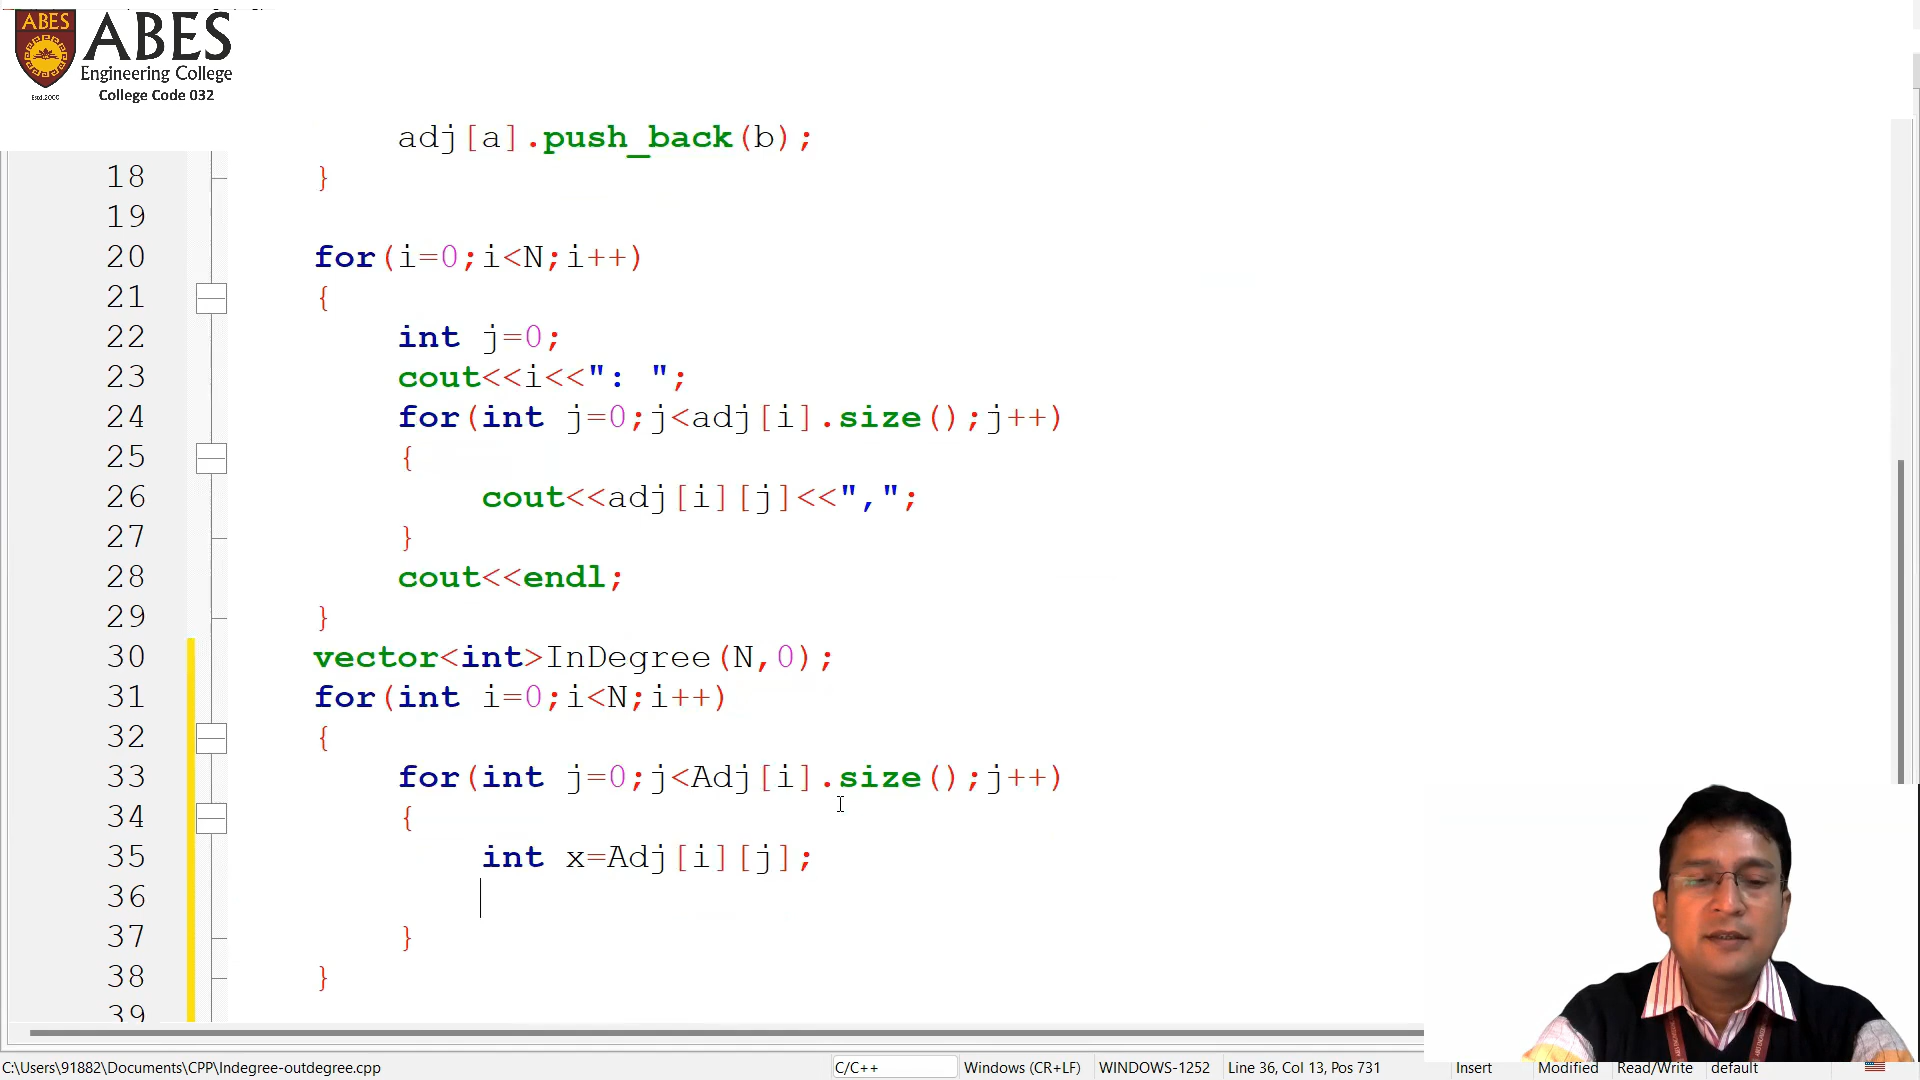 ABES
ABES
Engineering College
Estd.2000
College Code 032
adj[a].push_back(b);
18 }
19
20 for(i=0;i<N;i++)
21 {
22 int j=0;
23 cout<<i<<": ";
24 for(int j=0;j<adj[i].size();j++)
25 {
26 cout<<adj[i][j]<<",";
27 }
28 cout<<endl;
29 }
30 vector<int>InDegree(N,0);
31 for(int i=0;i<N;i++)
32 {
33 for(int j=0;j<Adj[i].size();j++)
34 {
35 int x=Adj[i][j];
36
37 }
38 }
39
C:\Users\91882\Documents\CPP\Indegree-outdegree.cpp C/C++ Windows (CR+LF) WINDOWS-1252 Line 36, Col 13, Pos 731 Insert Modified Read/Write default